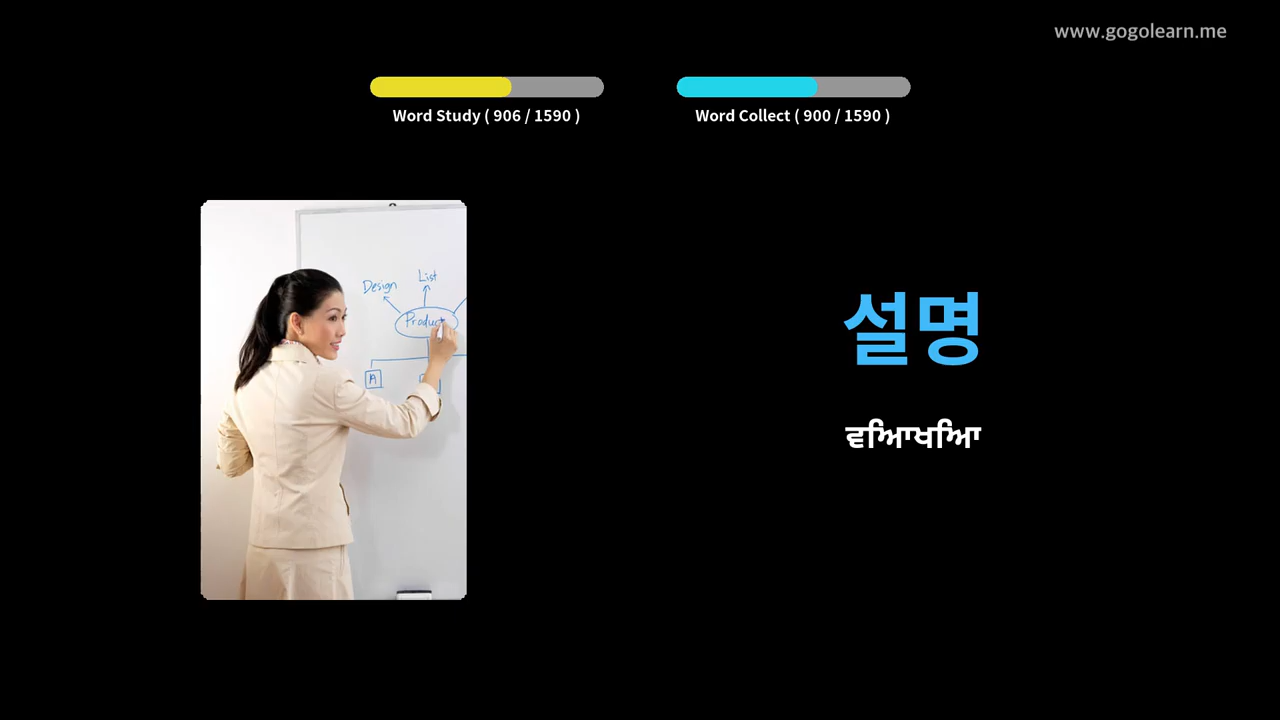 www.gogolearn.me
Word Study ( 906 / 1590 )
Word Collect ( 900 / 1590 )
Design
List
Product
A
설명
ਵਿਆਖਿਆ